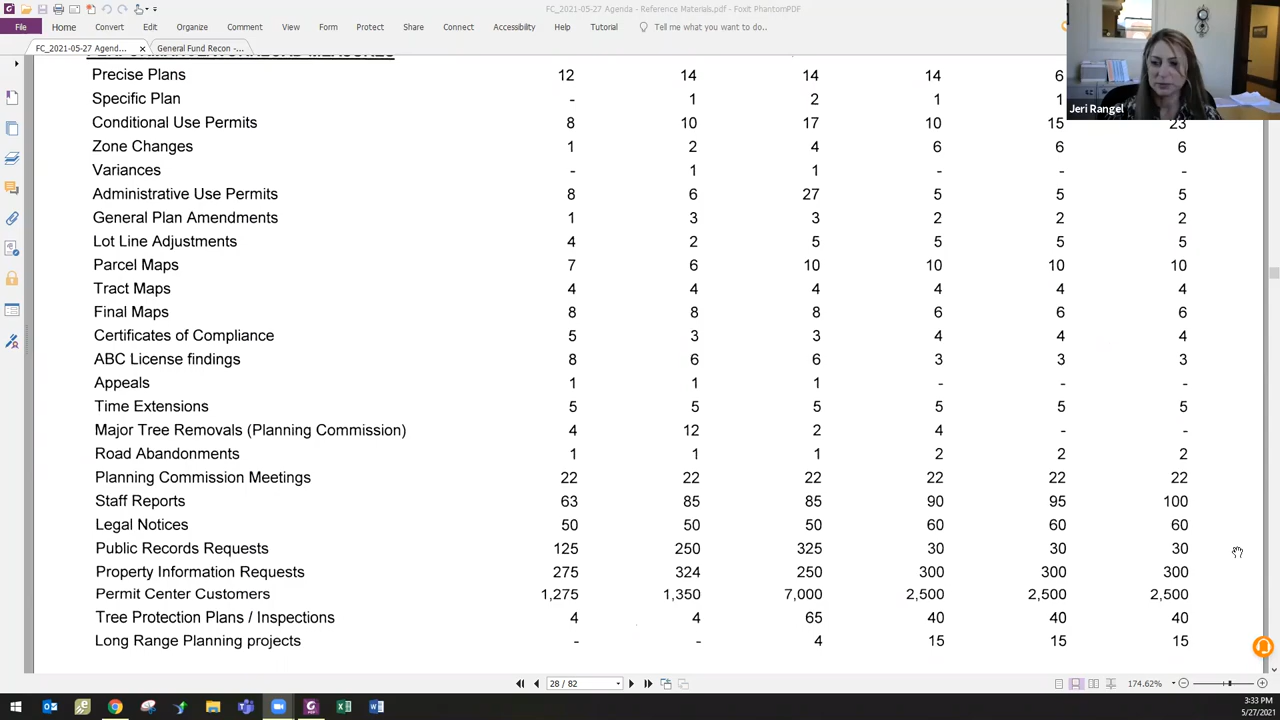 FC_2021-05-27 Agenda - Reference Materials.pdf - Foxit PhantomPDF
File Home Convert Edit Organize Comment View Form Protect Connect Accessibility Help Tutorial Tell me what you want to do..
FC_2021-05-27 Agend... × General Fund Recon -...
Precise Plans 12 14 14 14 6
Specific Plan - 1 2 1 1
Jeri Rangel
Conditional Use Permits 8 10 17 10 15 23
Zone Changes 1 2 4 6 6 6
Variances - 1 1 - - -
Administrative Use Permits 8 6 27 5 5 5
General Plan Amendments 1 3 3 2 2 2
Lot Line Adjustments 4 2 5 5 5 5
Parcel Maps 7 6 10 10 10 10
Tract Maps 4 4 4 4 4 4
Final Maps 8 8 8 6 6 6
Certificates of Compliance 5 3 3 4 4 4
ABC License findings 8 6 6 3 3 3
Appeals 1 1 1 - - -
Time Extensions 5 5 5 5 5 5
Major Tree Removals (Planning Commission) 4 12 2 4 - -
Road Abandonments 1 1 1 2 2 2
Planning Commission Meetings 22 22 22 22 22 22
Staff Reports 63 85 85 90 95 100
Legal Notices 50 50 50 60 60 60
Public Records Requests 125 250 325 30 30 30
Property Information Requests 275 324 250 300 300 300
Permit Center Customers 1,275 1,350 7,000 2,500 2,500 2,500
Tree Protection Plans / Inspections 4 4 65 40 40 40
Long Range Planning projects - - 4 15 15 15
28 / 82 174.62%
3:33 PM
5/27/2021